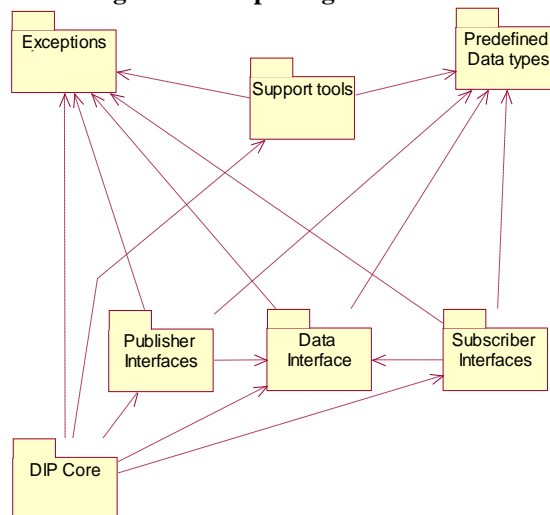 Exceptions
Predefined
Data types
Support tools
Publisher
Interfaces
Data
Interface
Subscriber
Interfaces
DIP Core